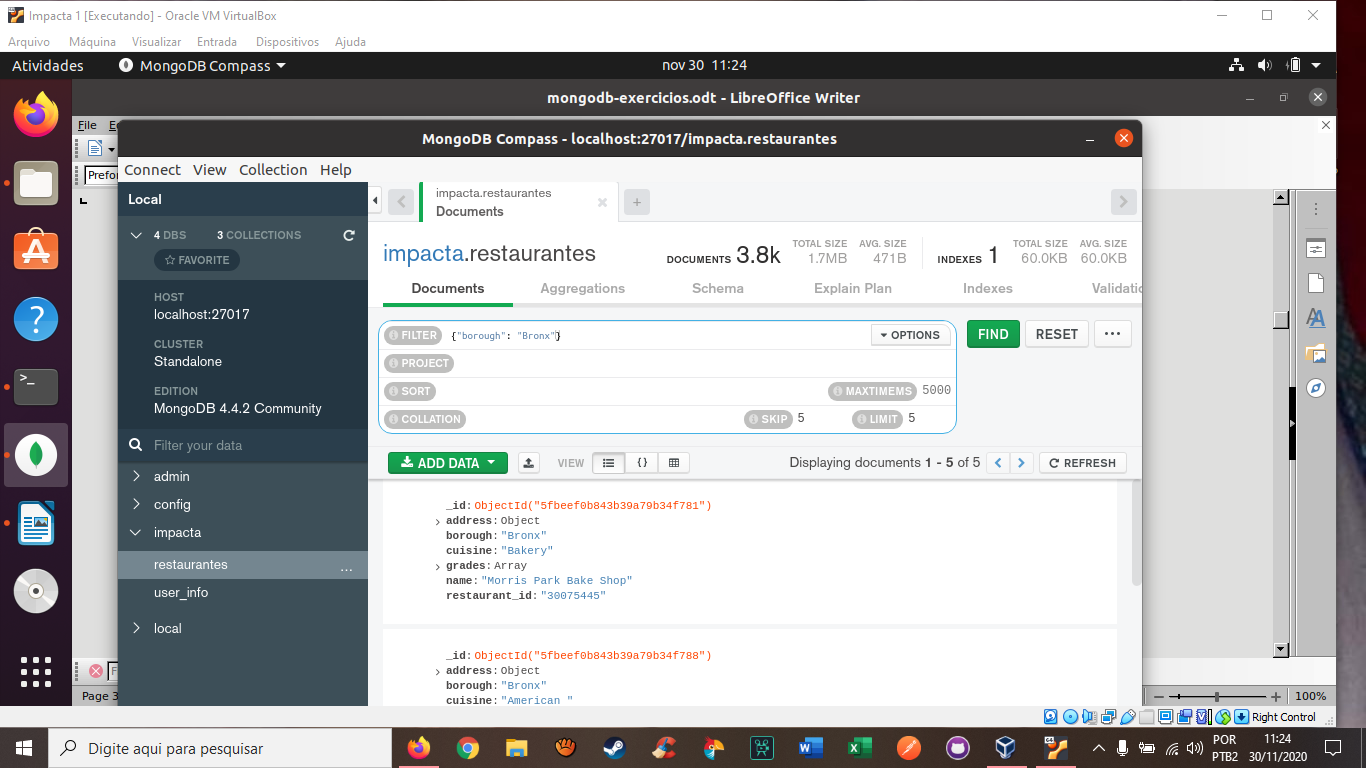 Impacta 1 [Executando] - Oracle VM VirtualBox
Arquivo Máquina Visualizar Entrada Dispositivos Ajuda
Atividades MongoDB Compass nov 30 11:24
mongodb-exercicios.odt - LibreOffice Writer
File
MongoDB Compass - localhost:27017/impacta.restaurantes
Connect View Collection Help
Local
4 DBS 3 COLLECTIONS
FAVORITE
HOST
localhost:27017
CLUSTER
Standalone
EDITION
MongoDB 4.4.2 Community
Filter your data
admin
config
impacta
restaurantes ...
user_info
local
impacta.restaurantes
Documents
impacta.restaurantes
DOCUMENTS 3.8k TOTAL SIZE 1.7MB AVG. SIZE 471B INDEXES 1 TOTAL SIZE 60.0KB AVG. SIZE 60.0KB
Documents Aggregations Schema Explain Plan Indexes Validatio
FILTER {"borough": "Bronx"} OPTIONS FIND RESET ...
PROJECT
SORT MAXTIMEMS 5000
COLLATION SKIP 5 LIMIT 5
ADD DATA VIEW {} Displaying documents 1 - 5 of 5 REFRESH
_id: ObjectId("5fbeef0b843b39a79b34f781")
address: Object
borough: "Bronx"
cuisine: "Bakery"
grades: Array
name: "Morris Park Bake Shop"
restaurant_id: "30075445"
_id: ObjectId("5fbeef0b843b39a79b34f788")
address: Object
borough: "Bronx"
cuisine: "American "
100%
Right Control
Digite aqui para pesquisar
POR
PTB2
11:24
30/11/2020